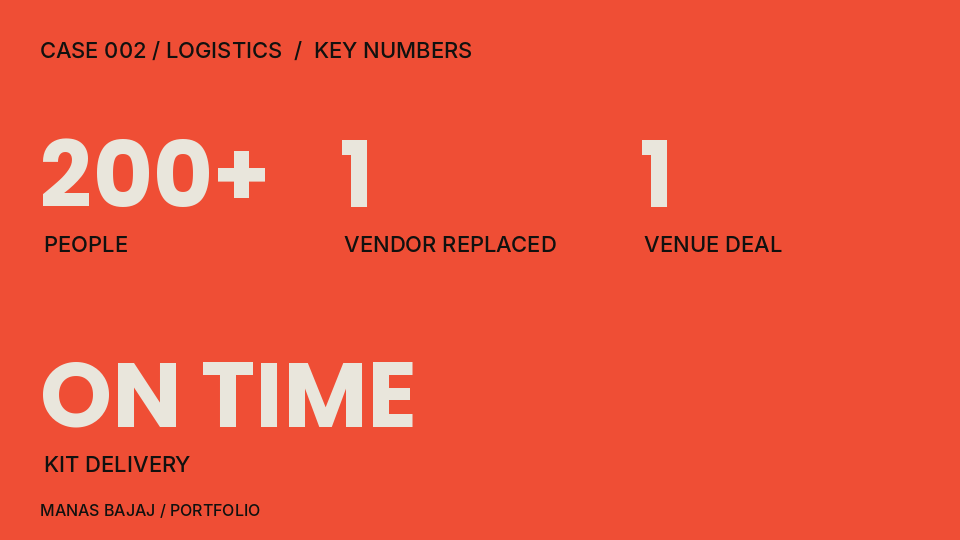 CASE 002 / LOGISTICS / KEY NUMBERS
200+ 1 1
PEOPLE VENDOR REPLACED VENUE DEAL
ON TIME
KIT DELIVERY
MANAS BAJAJ / PORTFOLIO